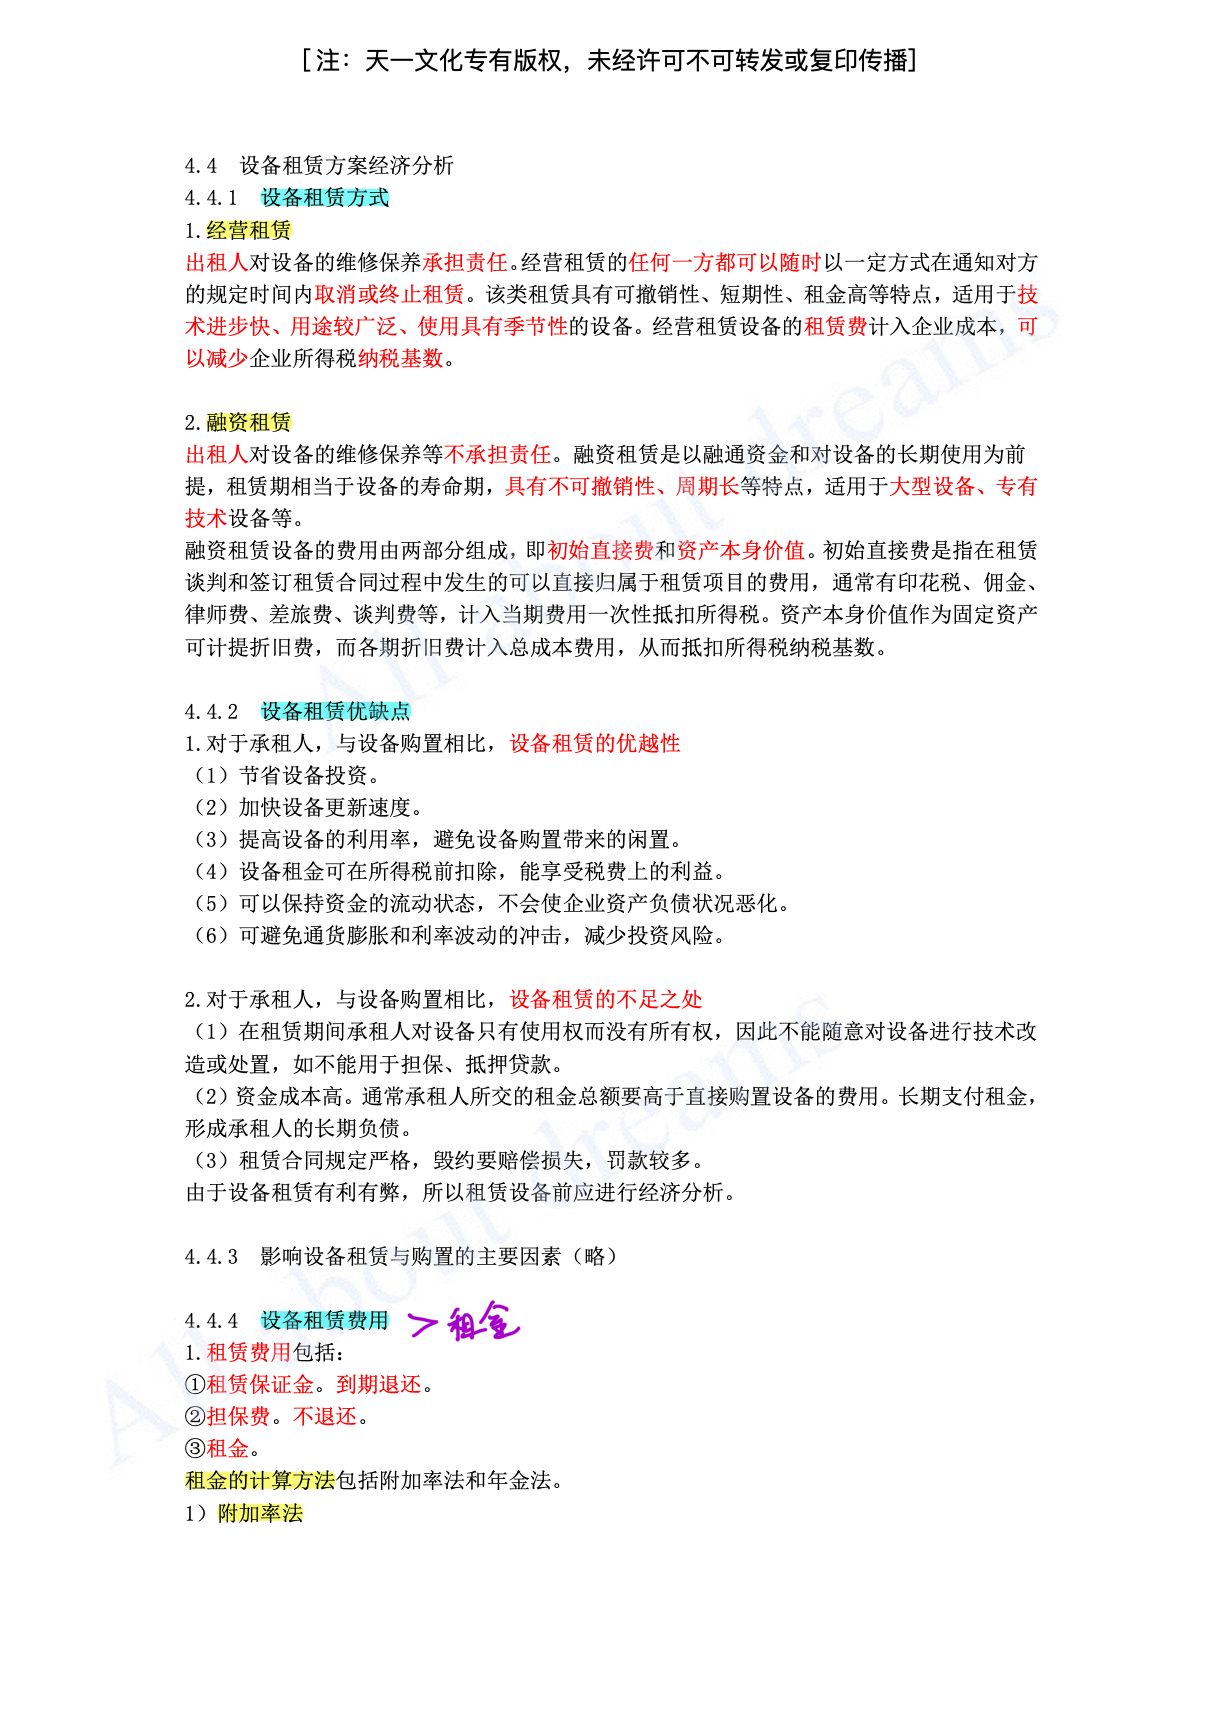 [注：天一文化专有版权，未经许可不可转发或复印传播]
4.4 设备租赁方案经济分析
4.4.1 设备租赁方式
1.经营租赁
出租人对设备的维修保养承担责任。经营租赁的任何一方都可以随时以一定方式在通知对方
的规定时间内取消或终止租赁。该类租赁具有可撤销性、短期性、租金高等特点，适用于技
术进步快、用途较广泛、使用具有季节性的设备。经营租赁设备的租赁费计入企业成本，可
以减少企业所得税纳税基数。
2.融资租赁
出租人对设备的维修保养等不承担责任。融资租赁是以融通资金和对设备的长期使用为前
提，租赁期相当于设备的寿命期，具有不可撤销性、周期长等特点，适用于大型设备、专有
技术设备等。
融资租赁设备的费用由两部分组成，即初始直接费和资产本身价值。初始直接费是指在租赁
谈判和签订租赁合同过程中发生的可以直接归属于租赁项目的费用，通常有印花税、佣金、
律师费、差旅费、谈判费等，计入当期费用一次性抵扣所得税。资产本身价值作为固定资产
可计提折旧费，而各期折旧费计入总成本费用，从而抵扣所得税纳税基数。
4.4.2 设备租赁优缺点
1.对于承租人，与设备购置相比，设备租赁的优越性
（1）节省设备投资。
（2）加快设备更新速度。
（3）提高设备的利用率，避免设备购置带来的闲置。
（4）设备租金可在所得税前扣除，能享受税费上的利益。
（5）可以保持资金的流动状态，不会使企业资产负债状况恶化。
（6）可避免通货膨胀和利率波动的冲击，减少投资风险。
2.对于承租人，与设备购置相比，设备租赁的不足之处
（1）在租赁期间承租人对设备只有使用权而没有所有权，因此不能随意对设备进行技术改
造或处置，如不能用于担保、抵押贷款。
（2）资金成本高。通常承租人所交的租金总额要高于直接购置设备的费用。长期支付租金，
形成承租人的长期负债。
（3）租赁合同规定严格，毁约要赔偿损失，罚款较多。
由于设备租赁有利有弊，所以租赁设备前应进行经济分析。
4.4.3 影响设备租赁与购置的主要因素（略）
4.4.4 设备租赁费用 > 租金
1.租赁费用包括：
①租赁保证金。到期退还。
②担保费。不退还。
③租金。
租金的计算方法包括附加率法和年金法。
1）附加率法
All about dreams
All about dreams